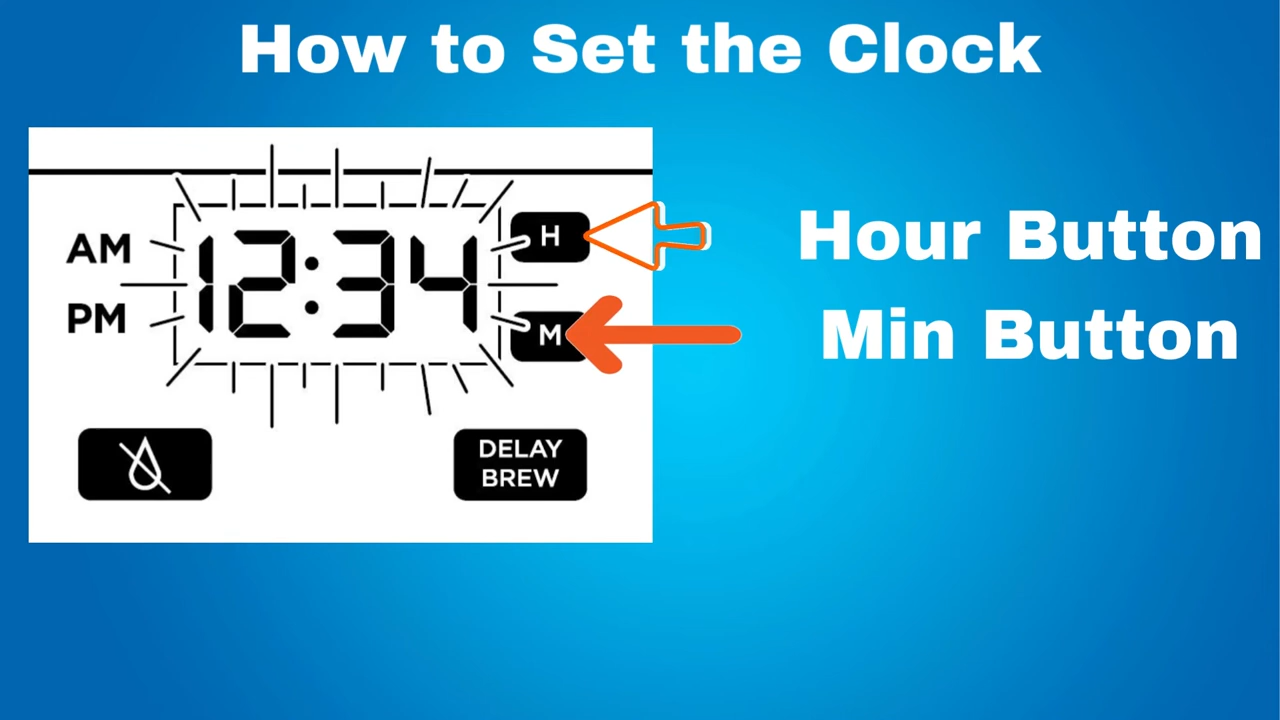 How to Set the Clock
AM
PM
12:34
H
M
Hour Button
Min Button
DELAY
BREW